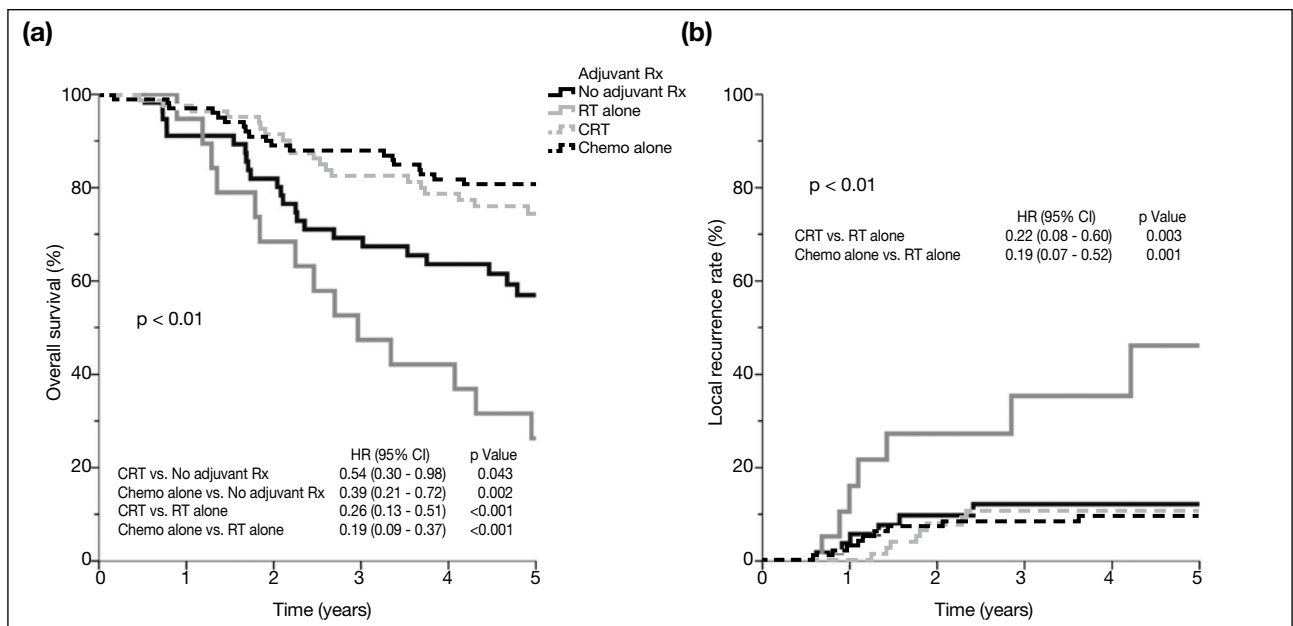 (a)
Adjuvant Rx
No adjuvant Rx
RT alone
CRT
Chemo alone
100
80
60
40
20
0
Overall survival (%)
p < 0.01
HR (95% CI) p Value
CRT vs. No adjuvant Rx 0.54 (0.30 - 0.98) 0.043
Chemo alone vs. No adjuvant Rx 0.39 (0.21 - 0.72) 0.002
CRT vs. RT alone 0.26 (0.13 - 0.51) <0.001
Chemo alone vs. RT alone 0.19 (0.09 - 0.37) <0.001
0 1 2 3 4 5
Time (years)
(b)
100
80
60
40
20
0
Local recurrence rate (%)
p < 0.01
HR (95% CI) p Value
CRT vs. RT alone 0.22 (0.08 - 0.60) 0.003
Chemo alone vs. RT alone 0.19 (0.07 - 0.52) 0.001
0 1 2 3 4 5
Time (years)